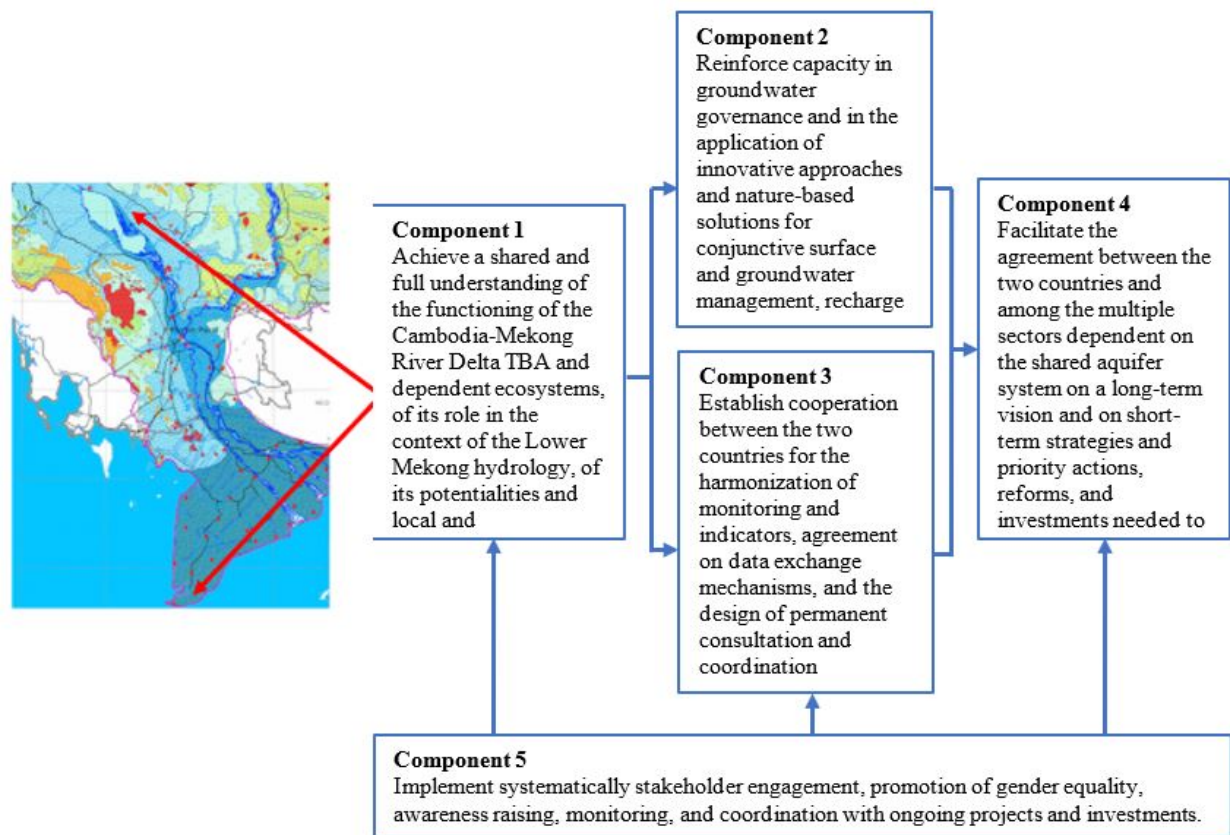 Component 1
Achieve a shared and
full understanding of
the functioning of the
Cambodia-Mekong
River Delta TBA and
dependent ecosystems,
of its role in the
context of the Lower
Mekong hydrology, of
its potentialities and
local and
Component 2
Reinforce capacity in
groundwater
governance and in the
application of
innovative approaches
and nature-based
solutions for
conjunctive surface
and groundwater
management, recharge
Component 3
Establish cooperation
between the two
countries for the
harmonization of
monitoring and
indicators, agreement
on data exchange
mechanisms, and the
design of permanent
consultation and
coordination
Component 4
Facilitate the
agreement between the
two countries and
among the multiple
sectors dependent on
the shared aquifer
system on a long-term
vision and on short-
term strategies and
priority actions,
reforms, and
investments needed to
Component 5
Implement systematically stakeholder engagement, promotion of gender equality,
awareness raising, monitoring, and coordination with ongoing projects and investments.